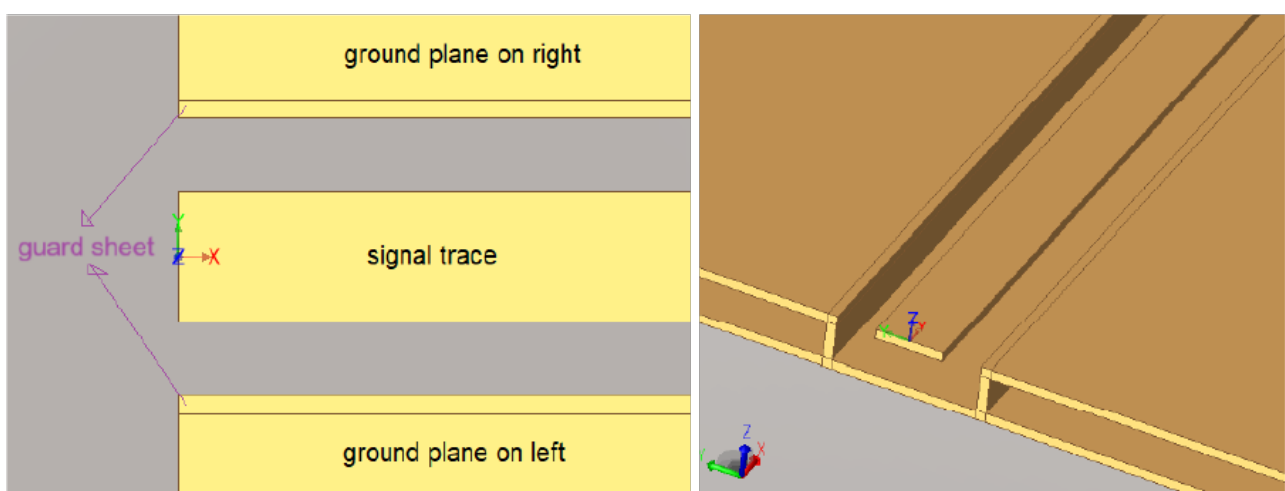 ground plane on right
guard sheet
Y
Z
X
signal trace
ground plane on left
Z
Y
X
Z
Y
X